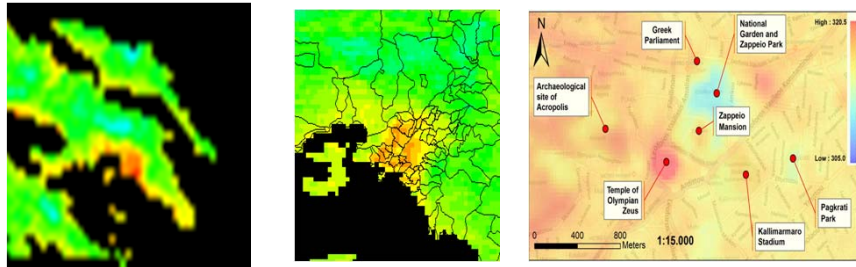 N
High : 320.5
Low : 305.0
Greek
Parliament
National
Garden and
Zappeio Park
Archaeological
site of
Acropolis
Zappeio
Mansion
Temple of
Olympian
Zeus
Kallimarmaro
Stadium
Pagkrati
Park
0 400 800
Meters
1:15.000